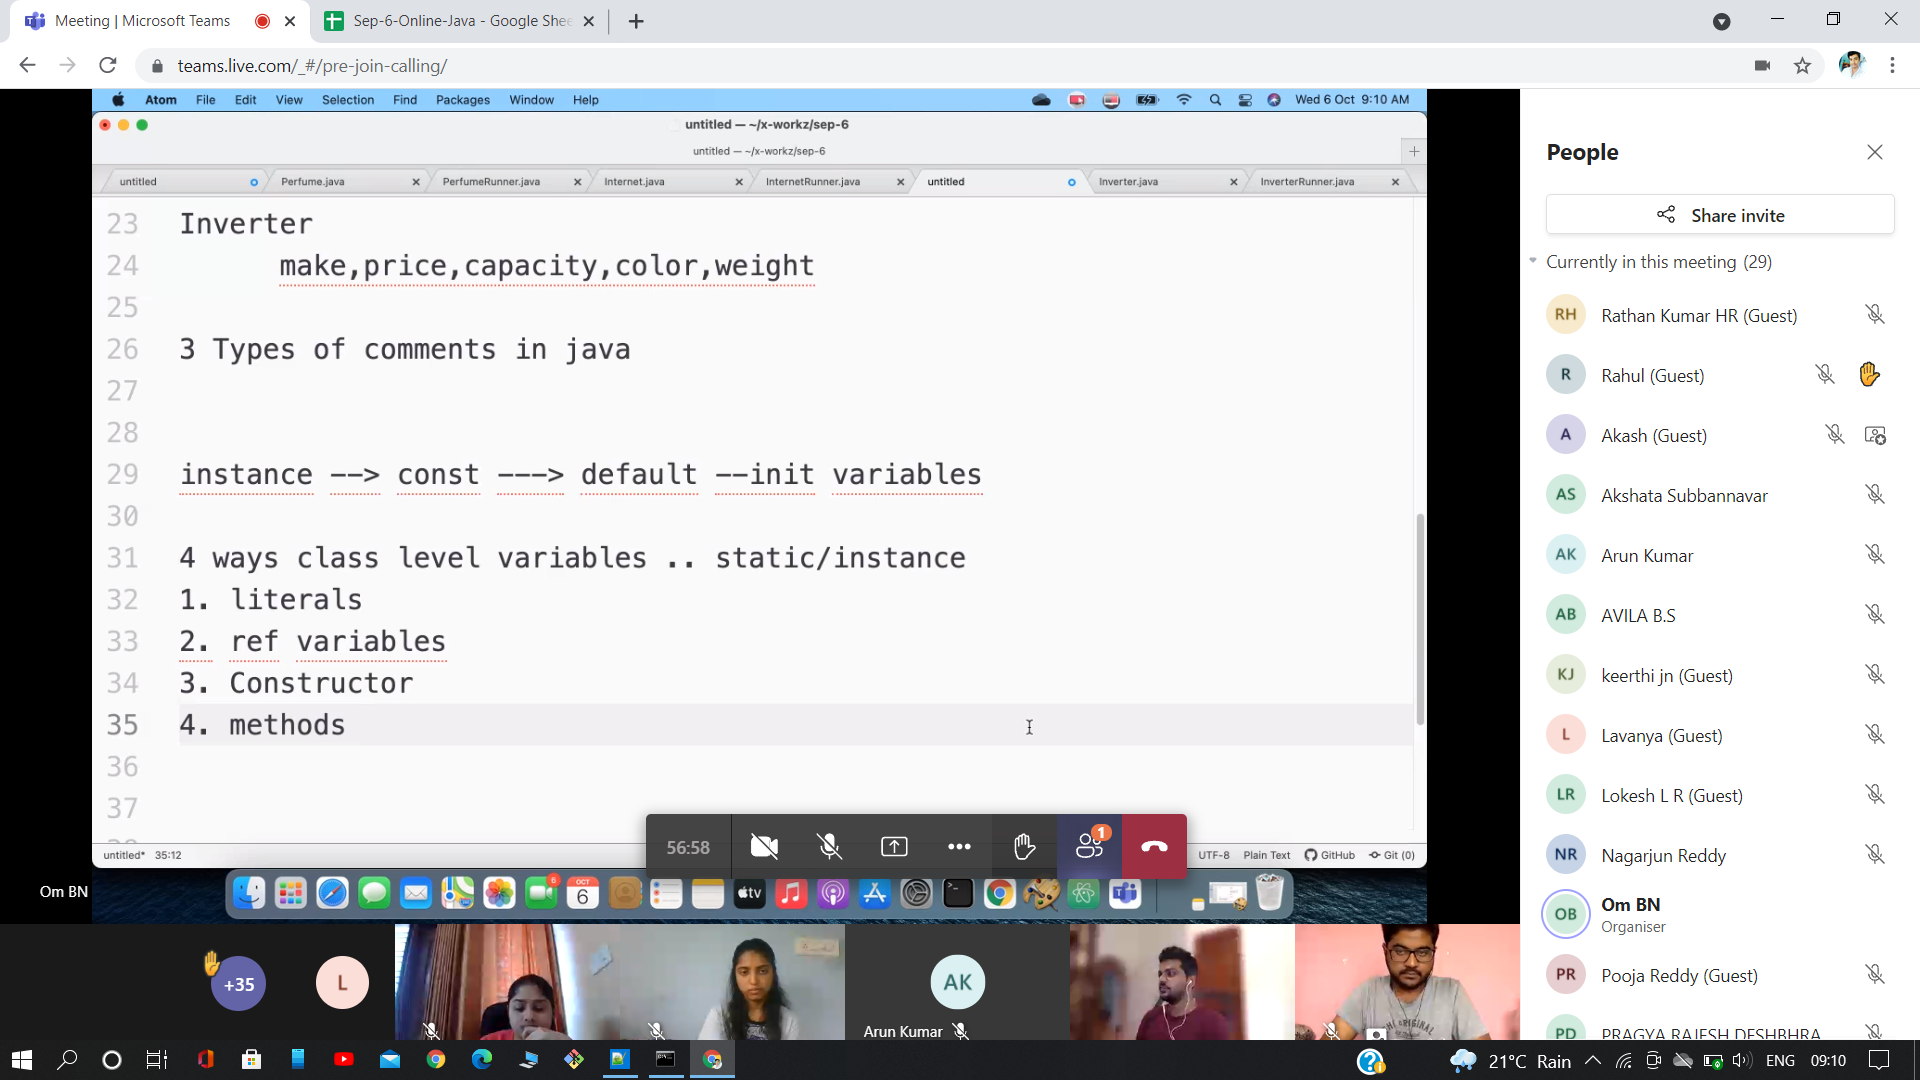 Meeting | Microsoft Teams
Sep-6-Online-Java - Google Shee
teams.live.com/_#/pre-join-calling/
Atom File Edit View Selection Find Packages Window Help
Wed 6 Oct 9:10 AM
untitled — ~/x-workz/sep-6
untitled — ~/x-workz/sep-6
untitled Perfume.java PerfumeRunner.java Internet.java InternetRunner.java untitled Inverter.java InverterRunner.java
23 Inverter
24 make,price,capacity,color,weight
25
26 3 Types of comments in java
27
28
29 instance --> const ---> default --init variables
30
31 4 ways class level variables .. static/instance
32 1. literals
33 2. ref variables
34 3. Constructor
35 4. methods
36
37
untitled* 35:12
56:58
1
UTF-8 Plain Text GitHub Git (0)
Om BN
6
OCT
6
tv
+35
L
AK
Arun Kumar
People
Share invite
Currently in this meeting (29)
RH Rathan Kumar HR (Guest)
R Rahul (Guest)
A Akash (Guest)
AS Akshata Subbannavar
AK Arun Kumar
AB AVILA B.S
KJ keerthi jn (Guest)
L Lavanya (Guest)
LR Lokesh L R (Guest)
NR Nagarjun Reddy
OB Om BN
Organiser
PR Pooja Reddy (Guest)
PD PRAGYA RAJESH DESHBHRA
21°C Rain
ENG
09:10